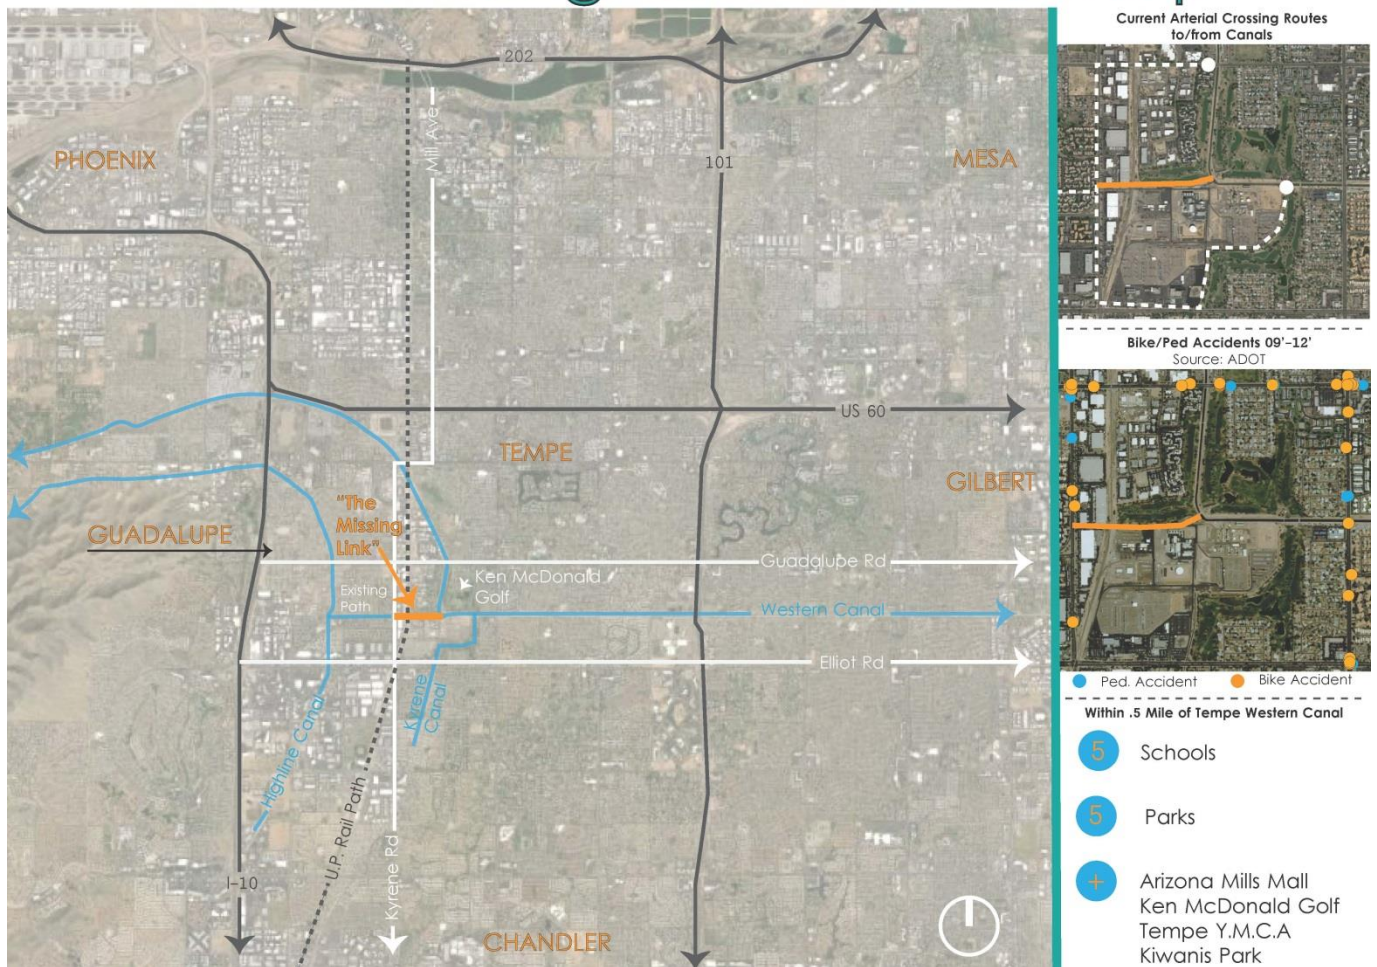 202
PHOENIX
Mill Ave
101
MESA
US 60
TEMPE
GILBERT
"The
Missing
Link"
GUADALUPE
Guadalupe Rd
Existing
Path
Ken McDonald
Golf
Western Canal
Elliot Rd
Kyrene
Canal
Highline Canal
U.P. Rail Path
Kyrene Rd
I-10
CHANDLER
Current Arterial Crossing Routes
to/from Canals
Bike/Ped Accidents 09'-12'
Source: ADOT
Ped. Accident
Bike Accident
Within .5 Mile of Tempe Western Canal
5 Schools
5 Parks
+ Arizona Mills Mall
Ken McDonald Golf
Tempe Y.M.C.A
Kiwanis Park